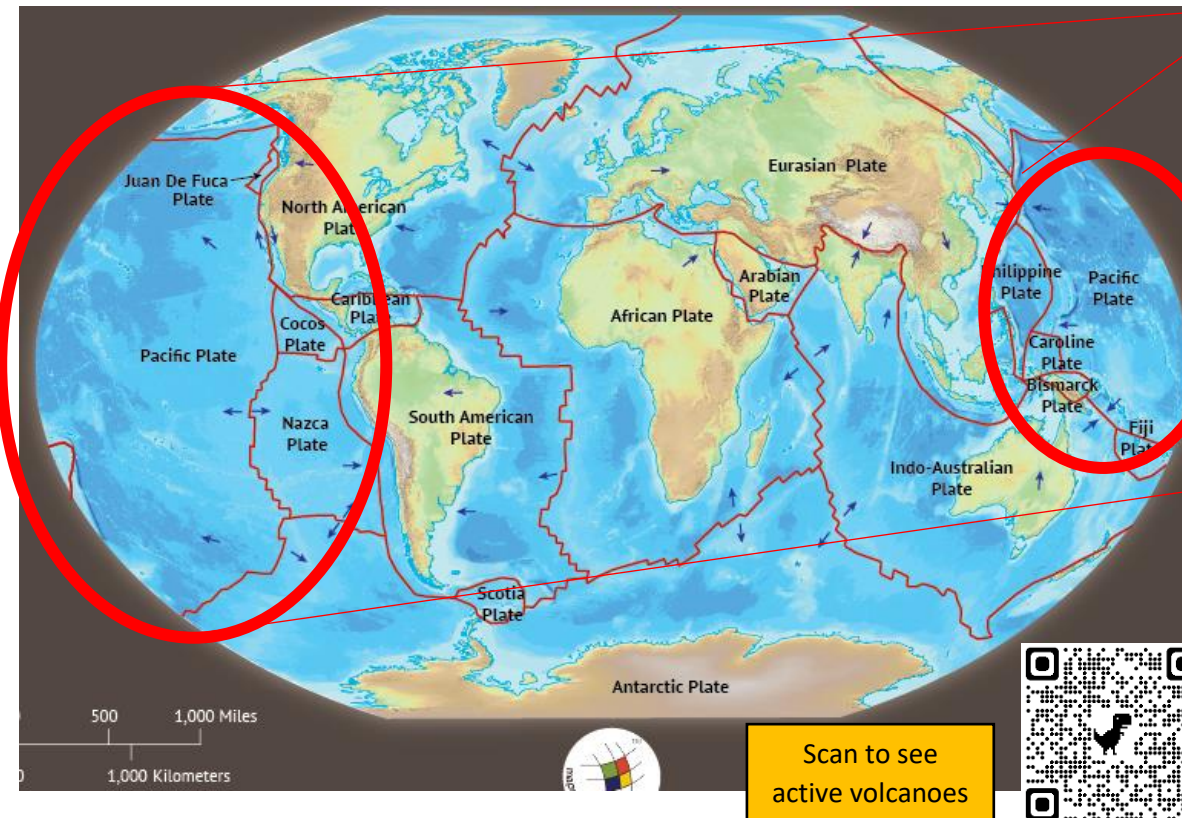 Juan De Fuca
Plate
North American
Plate
Eurasian Plate
Caribbean
Plate
Cocos
Plate
Pacific Plate
Nazca
Plate
South American
Plate
African Plate
Arabian
Plate
Philippine
Plate
Pacific
Plate
Caroline
Plate
Bismarck
Plate
Fiji
Plate
Indo-Australian
Plate
Scotia
Plate
Antarctic Plate
500 1,000 Miles
0 1,000 Kilometers
Scan to see
active volcanoes